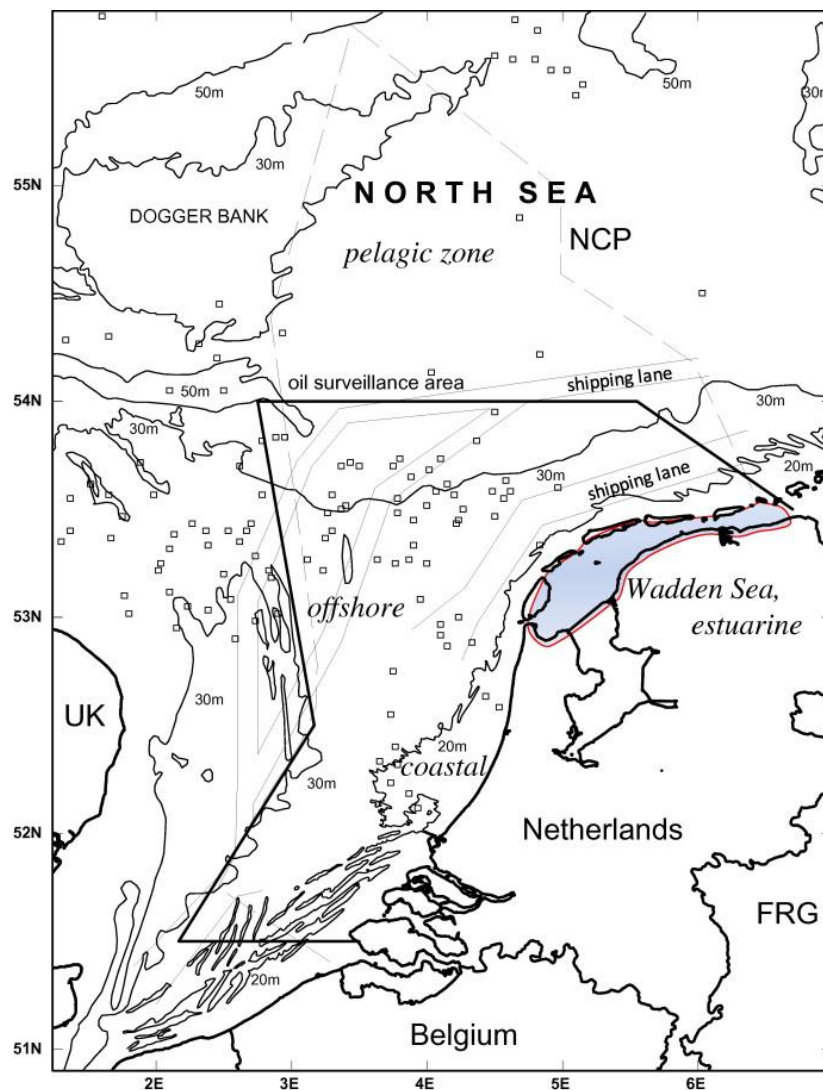 50m
50m
30m
30m
55N
NORTH SEA
DOGGER BANK
NCP
pelagic zone
shipping lane
50m
oil surveillance area
54N
30m
30m
20m
30m
shipping lane
53N
offshore
Wadden Sea,
estuarine
30m
UK
20m
30m
coastal
52N
Netherlands
FRG
20m
Belgium
51N
2E
3E
4E
5E
6E